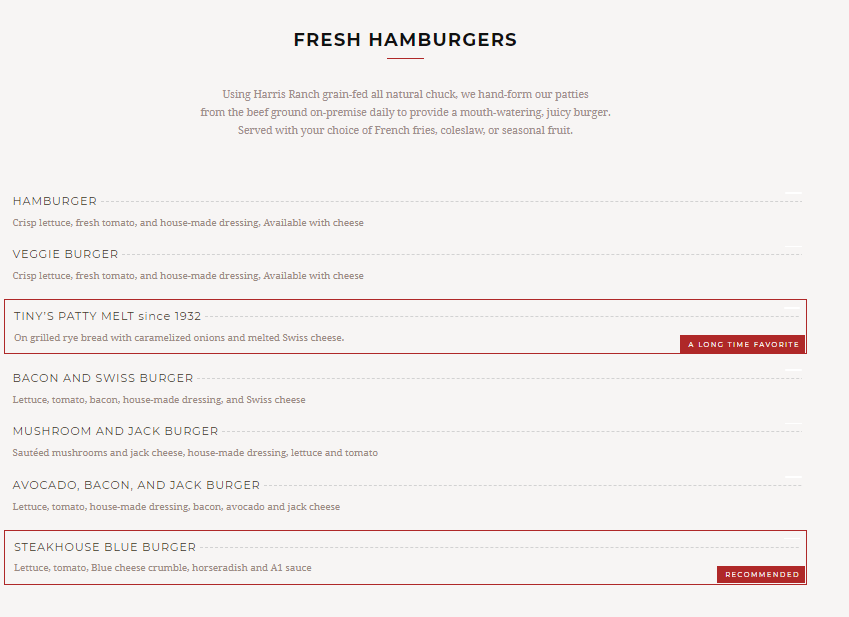 FRESH HAMBURGERS
Using Harris Ranch grain-fed all natural chuck, we hand-form our patties
from the beef ground on-premise daily to provide a mouth-watering, juicy burger.
Served with your choice of French fries, coleslaw, or seasonal fruit.
HAMBURGER
Crisp lettuce, fresh tomato, and house-made dressing, Available with cheese
VEGGIE BURGER
Crisp lettuce, fresh tomato, and house-made dressing, Available with cheese
TINY'S PATTY MELT since 1932
On grilled rye bread with caramelized onions and melted Swiss cheese.
A LONG TIME FAVORITE
BACON AND SWISS BURGER
Lettuce, tomato, bacon, house-made dressing, and Swiss cheese
MUSHROOM AND JACK BURGER
Sautéed mushrooms and jack cheese, house-made dressing, lettuce and tomato
AVOCADO, BACON, AND JACK BURGER
Lettuce, tomato, house-made dressing, bacon, avocado and jack cheese
STEAKHOUSE BLUE BURGER
Lettuce, tomato, Blue cheese crumble, horseradish and A1 sauce
RECOMMENDED